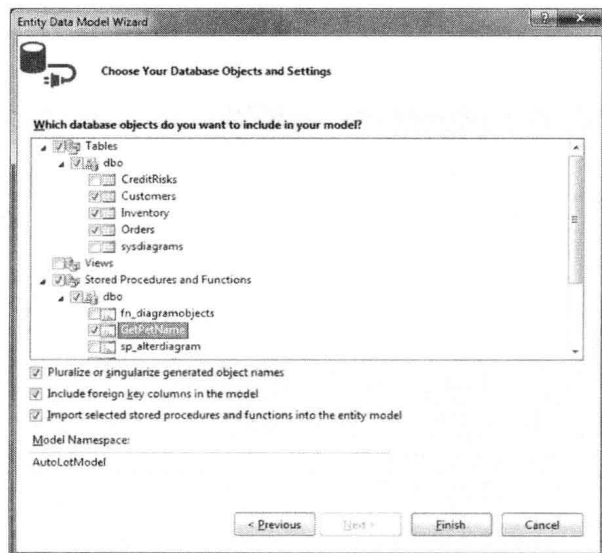 Entity Data Model Wizard
Choose Your Database Objects and Settings
Which database objects do you want to include in your model?
Tables
dbo
CreditRisks
Customers
Inventory
Orders
sysdiagrams
Views
Stored Procedures and Functions
dbo
fn_diagramobjects
GetPetName
sp_alterdiagram
Pluralize or singularize generated object names
Include foreign key columns in the model
Import selected stored procedures and functions into the entity model
Model Namespace:
AutoLotModel
< Previous Next > Finish Cancel